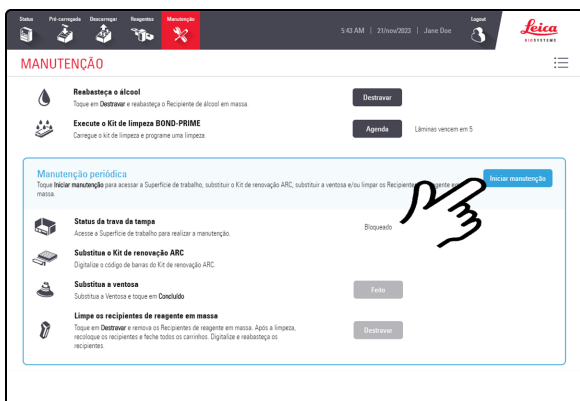 Status Pré-carregada Descarregar Reagentes Manutenção Logout
5:43 AM | 21/nov/2023 | Jane Doe
Leica
BIOSYSTEMS
MANUTENÇÃO
Reabasteça o álcool
Toque em Destravar e reabasteça o Recipiente de álcool em massa.
Destravar
Execute o Kit de limpeza BOND-PRIME
Carregue o kit de limpeza e programe uma limpeza.
Agenda Lâminas vencem em 5
Manutenção periódica
Toque Iniciar manutenção para acessar a Superfície de trabalho, substituir o Kit de renovação ARC, substituir a ventosa e/ou limpar os Recipientes reagente em
massa.
Iniciar manutenção
Status da trava da tampa
Acesse a Superfície de trabalho para realizar a manutenção.
Bloqueado
Substitua o Kit de renovação ARC
Digitalize o código de barras do Kit de renovação ARC.
Substitua a ventosa
Substitua a Ventosa e toque em Concluído
Feito
Limpe os recipientes de reagente em massa
Toque em Destravar e remova os Recipientes de reagente em massa. Após a limpeza,
recoloque os recipientes e feche todos os carrinhos. Digitalize e reabasteça os
recipientes.
Destravar